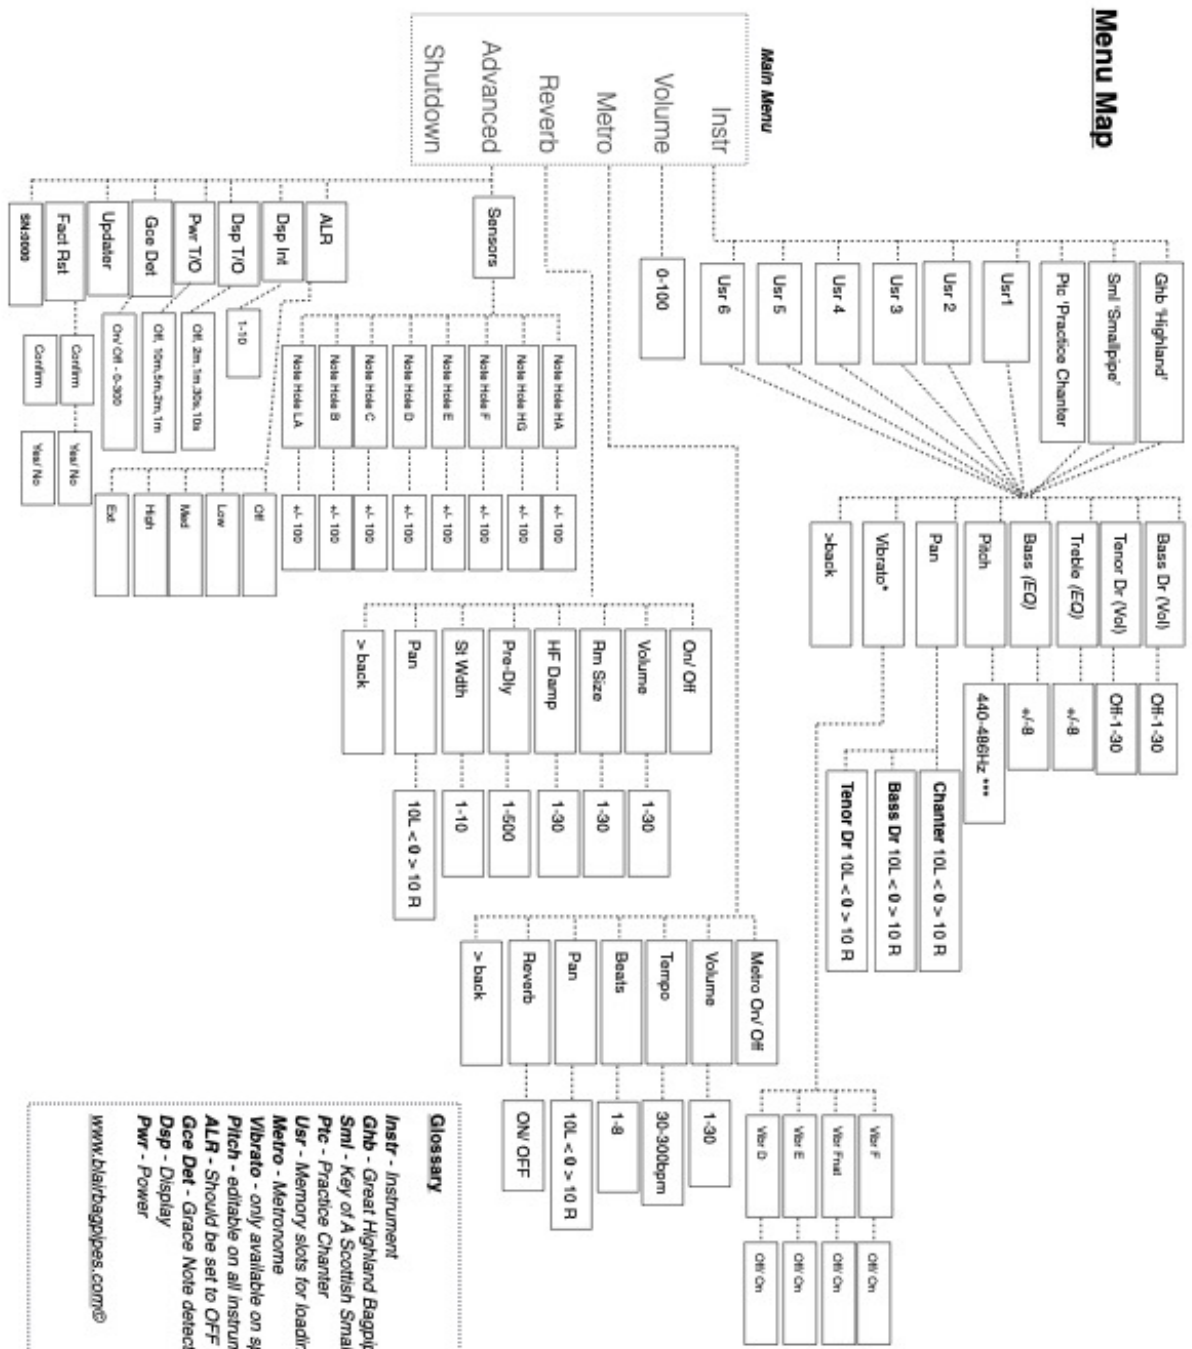 Menu Map
Main Menu
Instr
Volume
Metro
Reverb
Advanced
Shutdown
Ghb 'Highland'
Sml 'Smallpipe'
Ptc 'Practice Chanter
Usr1
Usr 2
Usr 3
Usr 4
Usr 5
Usr 6
0-100
Bass Dr (Vol)
Tenor Dr (Vol)
Treble (EQ)
Bass (EQ)
Pitch
Pan
Vibrato*
>back
Off-1-30
Off-1-30
+/-8
+/-8
440-486Hz ***
Chanter 10L < 0 > 10 R
Bass Dr 10L < 0 > 10 R
Tenor Dr 10L < 0 > 10 R
Vibr F
Vibr Fnat
Vibr E
Vibr D
Off/ On
Off/ On
Off/ On
Off/ On
Metro On/ Off
Volume
Tempo
Beats
Pan
Reverb
> back
1-30
30-300bpm
1-8
10L < 0 > 10 R
ON/ OFF
On/ Off
Volume
Rm Size
HF Damp
Pre-Dly
St Wdth
Pan
> back
1-30
1-30
1-30
1-500
1-10
10L < 0 > 10 R
Sensors
Note Hole HA
Note Hole HG
Note Hole F
Note Hole E
Note Hole D
Note Hole C
Note Hole B
Note Hole LA
+/- 100
+/- 100
+/- 100
+/- 100
+/- 100
+/- 100
+/- 100
+/- 100
ALR
Dsp Int
Dsp T/O
Pwr T/O
Gce Det
Updater
Fact Rst
SN:0000
Off
Low
Med
High
Ext
1-10
Off, 2m,1m,30s,10s
Off, 10m,5m,2m,1m
On/ Off - 0-300
Confirm
Yes/ No
Confirm
Yes/ No
Glossary
Instr - Instrument
Ghb - Great Highland Bagpip
Sml - Key of A Scottish Smal
Ptc - Practice Chanter
Usr - Memory slots for loadin
Metro - Metronome
Vibrato - only available on sp
Pitch - editable on all instrum
ALR - Should be set to OFF
Gce Det - Grace Note detect
Dsp - Display
Pwr - Power
www.blairbagpipes.com©